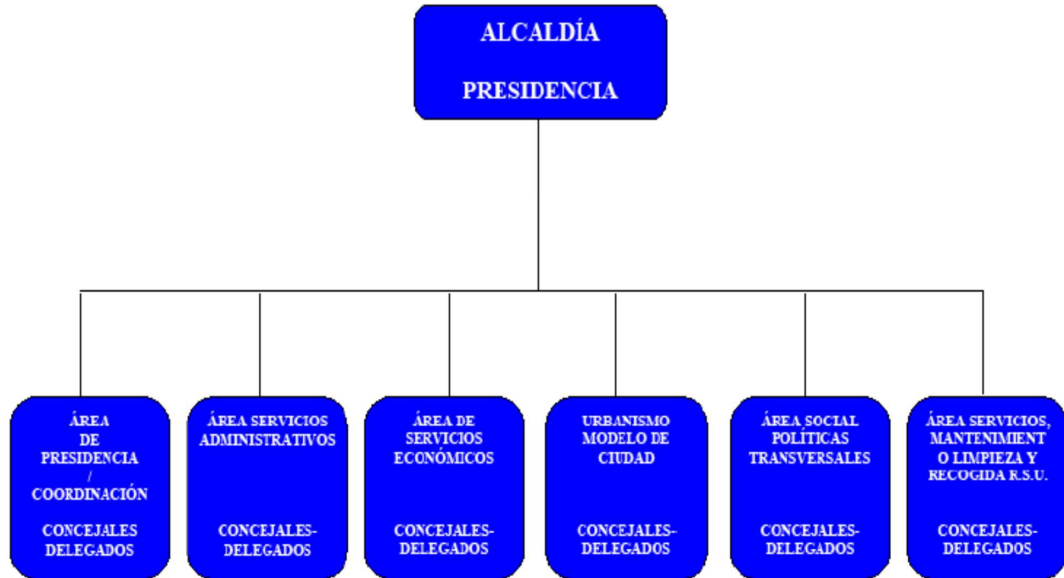 ALCALDÍA
PRESIDENCIA
ÁREA
DE
PRESIDENCIA
/
COORDINACIÓN
CONCEJALES
DELEGADOS
ÁREA SERVICIOS
ADMINISTRATIVOS
CONCEJALES-
DELEGADOS
ÁREA DE
SERVICIOS
ECONÓMICOS
CONCEJALES-
DELEGADOS
URBANISMO
MODELO DE
CIUDAD
CONCEJALES-
DELEGADOS
ÁREA SOCIAL
POLÍTICAS
TRANSVERSALES
CONCEJALES-
DELEGADOS
ÁREA SERVICIOS,
MANTENIMIENT
O LIMPIEZA Y
RECOGIDA R.S.U.
CONCEJALES-
DELEGADOS